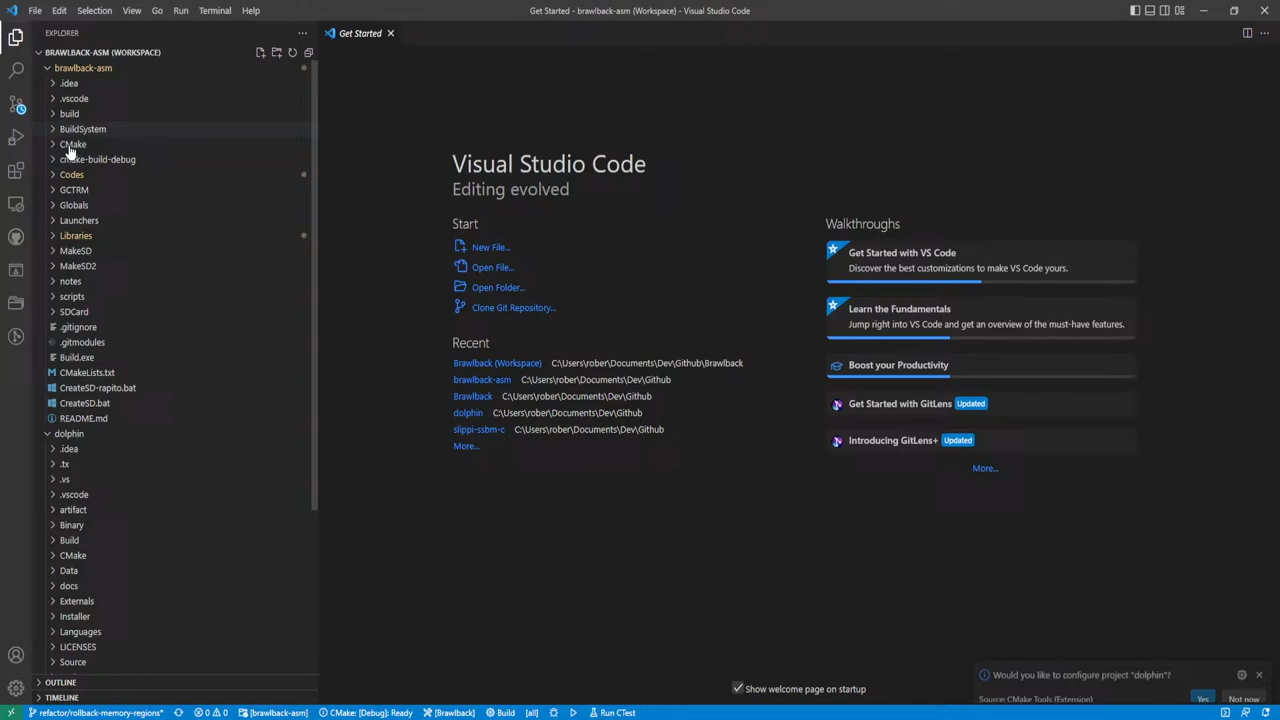 File Edit Selection View Go Run Terminal Help
Get Started - brawlback-asm (Workspace) - Visual Studio Code
EXPLORER
BRAWLBACK-ASM (WORKSPACE)
brawlback-asm
.idea
.vscode
build
BuildSystem
CMake
cmake-build-debug
Codes
GCTRM
Globals
Launchers
Libraries
MakeSD
MakeSD2
notes
scripts
SDCard
.gitignore
.gitmodules
Build.exe
CMakeLists.txt
CreateSD-rapito.bat
CreateSD.bat
README.md
dolphin
.idea
.tx
.vs
.vscode
artifact
Binary
Build
CMake
Data
docs
Externals
Installer
Languages
LICENSES
Source
OUTLINE
TIMELINE
Get Started
Visual Studio Code
Editing evolved
Start
New File...
Open File...
Open Folder...
Clone Git Repository...
Recent
Brawlback (Workspace) C:\Users\rober\Documents\Dev\Github\Brawlback
brawlback-asm C:\Users\rober\Documents\Dev\Github
Brawlback C:\Users\rober\Documents\Dev\Github
dolphin C:\Users\rober\Documents\Dev\Github
slippi-ssbm-c C:\Users\rober\Documents\Dev\Github
More...
Walkthroughs
Get Started with VS Code
Discover the best customizations to make VS Code yours.
Learn the Fundamentals
Jump right into VS Code and get an overview of the must-have features.
Boost your Productivity
Get Started with GitLens Updated
Introducing GitLens+ Updated
More...
Show welcome page on startup
Would you like to configure project "dolphin"?
Source: CMake Tools (Extension) Yes Not now
refactor/rollback-memory-regions* 0 0 [brawlback-asm] CMake: [Debug]: Ready [Brawlback] Build [all] Run CTest